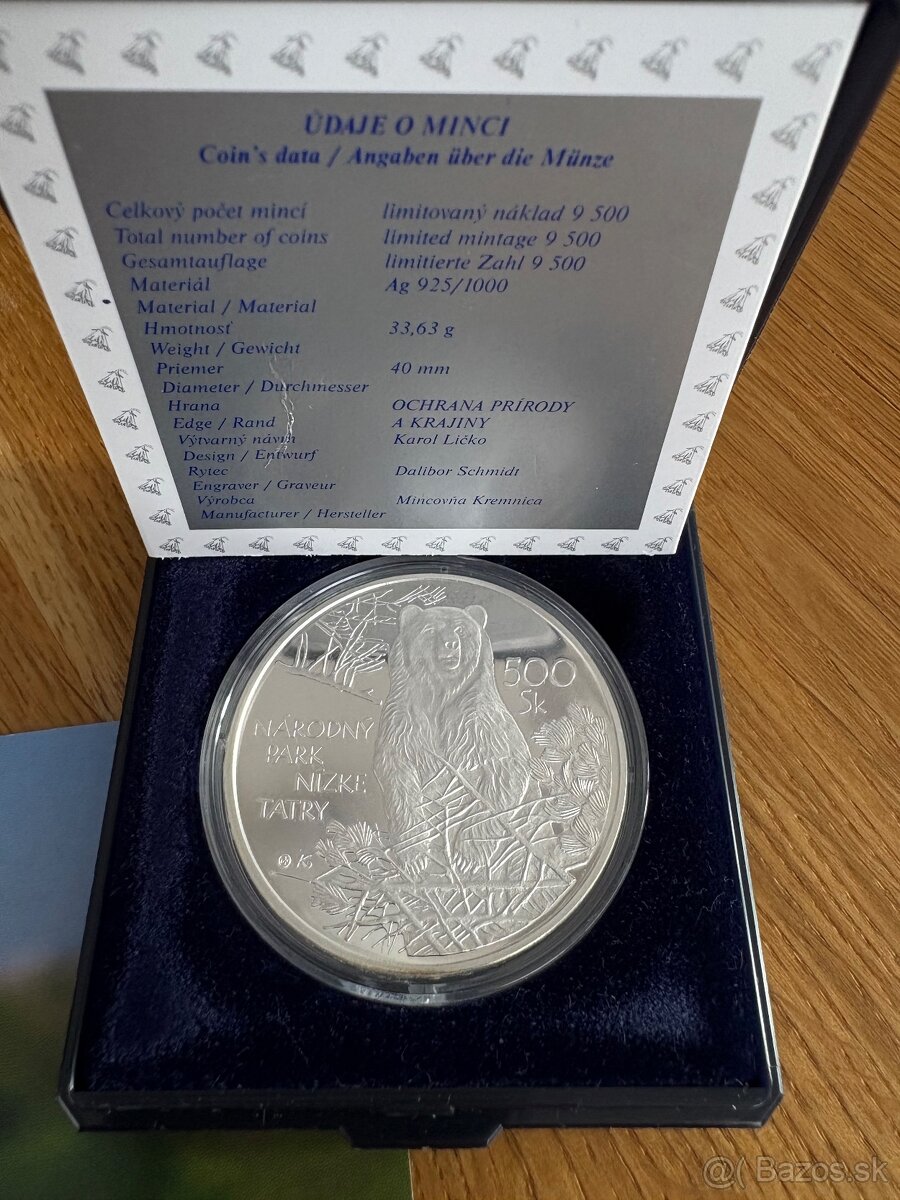 ÚDAJE O MINCI
Coin's data / Angaben über die Münze
Celkový počet mincí limitovaný náklad 9 500
Total number of coins limited mintage 9 500
Gesamtauflage limitierte Zahl 9 500
Materiál Ag 925/1000
Material / Material
Hmotnosť 33,63 g
Weight / Gewicht
Priemer 40 mm
Diameter / Durchmesser
Hrana OCHRANA PRÍRODY
Edge / Rand A KRAJINY
Výtvarný návrh Karol Ličko
Design / Entwurf
Rytec Dalibor Schmidt
Engraver / Graveur
Výrobca Mincovňa Kremnica
Manufacturer / Hersteller
500
Sk
NÁRODNÝ
PARK
NÍZKE
TATRY
@( Bazos.sk